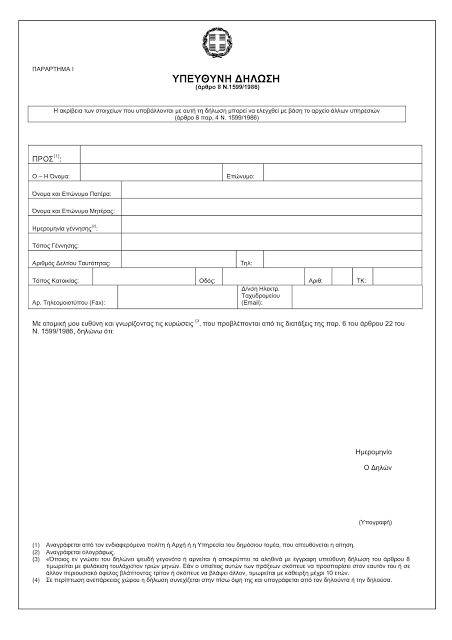 ΠΑΡΑΡΤΗΜΑ Ι
ΥΠΕΥΘΥΝΗ ΔΗΛΩΣΗ
(άρθρο 8 Ν.1599/1986)
Η ακρίβεια των στοιχείων που υποβάλλονται με αυτή τη δήλωση μπορεί να ελεγχθεί με βάση το αρχείο άλλων υπηρεσιών
(άρθρο 8 παρ. 4 Ν. 1599/1986)
ΠΡΟΣ(1):
Ο – Η Όνομα: Επώνυμο:
Όνομα και Επώνυμο Πατέρα:
Όνομα και Επώνυμο Μητέρας:
Ημερομηνία γέννησης(2):
Τόπος Γέννησης:
Αριθμός Δελτίου Ταυτότητας: Τηλ:
Τόπος Κατοικίας: Οδός: Αριθ: ΤΚ:
Αρ. Τηλεομοιοτύπου (Fax): Δ/νση Ηλεκτρ.
Ταχυδρομείου
(Email):
Με ατομική μου ευθύνη και γνωρίζοντας τις κυρώσεις (3), που προβλέπονται από τις διατάξεις της παρ. 6 του άρθρου 22 του
Ν. 1599/1986, δηλώνω ότι:
Ημερομηνία
Ο Δηλών
(Υπογραφή)
(1) Αναγράφεται από τον ενδιαφερόμενο πολίτη ή Αρχή ή η Υπηρεσία του δημόσιου τομέα, που απευθύνεται η αίτηση.
(2) Αναγράφεται ολογράφως.
(3) «Όποιος εν γνώσει του δηλώνει ψευδή γεγονότα ή αρνείται ή αποκρύπτει τα αληθινά με έγγραφη υπεύθυνη δήλωση του άρθρου 8
τιμωρείται με φυλάκιση τουλάχιστον τριών μηνών. Εάν ο υπαίτιος αυτών των πράξεων σκόπευε να προσπορίσει στον εαυτόν του ή σε
άλλον περιουσιακό όφελος βλάπτοντας τρίτον ή σκόπευε να βλάψει άλλον, τιμωρείται με κάθειρξη μέχρι 10 ετών.
(4) Σε περίπτωση ανεπάρκειας χώρου η δήλωση συνεχίζεται στην πίσω όψη της και υπογράφεται από τον δηλούντα ή την δηλούσα.